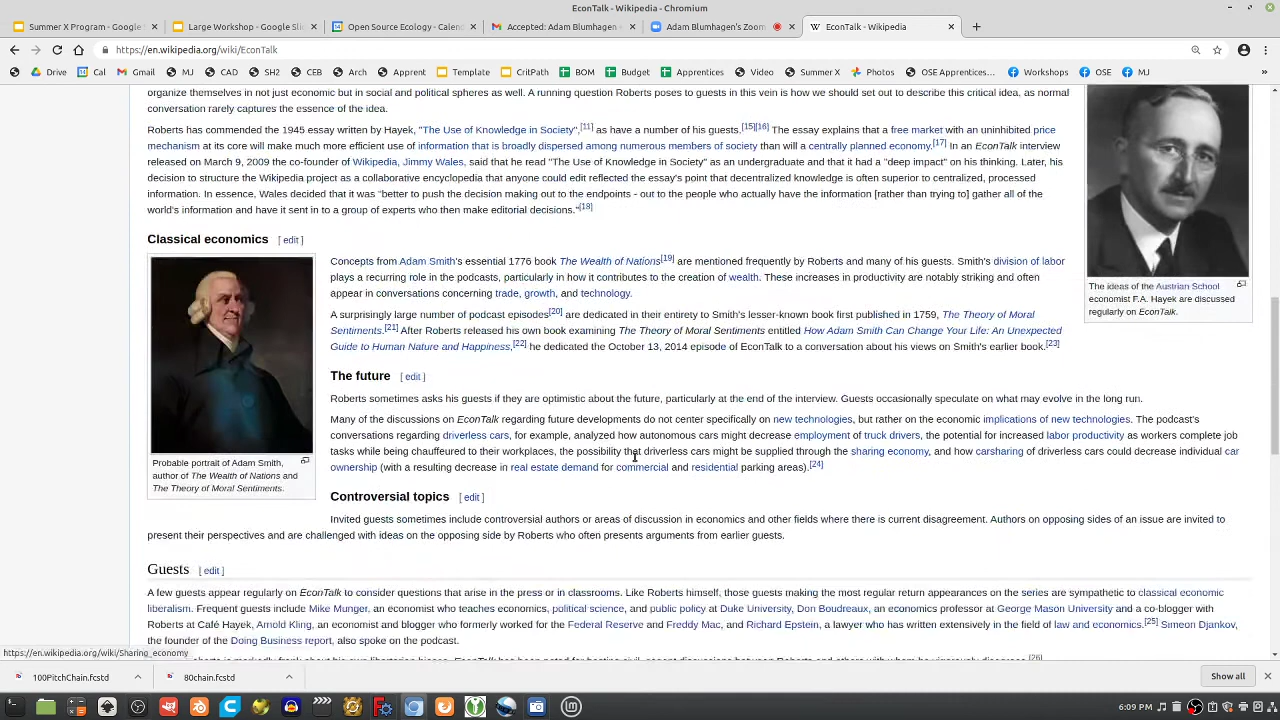 EconTalk - Wikipedia - Chromium
Summer X Program - Google
Large Workshop - Google Slid
Open Source Ecology - Calend
Accepted: Adam Blumhagen
Adam Blumhagen's Zoom
EconTalk - Wikipedia
https://en.wikipedia.org/wiki/EconTalk
Drive Cal Gmail MJ CAD SH2 CEB Arch Apprent Template CritPath BOM Budget Apprentices Video Summer X Photos OSE Apprentices... Workshops OSE MJ »
organize themselves in not just economic but in social and political spheres as well. A running question Roberts poses to guests in this vein is how we should set out to describe this critical idea, as normal
conversation rarely captures the essence of the idea.
Roberts has commended the 1945 essay written by Hayek, "The Use of Knowledge in Society",[11] as have a number of his guests.[15][16] The essay explains that a free market with an uninhibited price
mechanism at its core will make much more efficient use of information that is broadly dispersed among numerous members of society than will a centrally planned economy.[17] In an EconTalk interview
released on March 9, 2009 the co-founder of Wikipedia, Jimmy Wales, said that he read "The Use of Knowledge in Society" as an undergraduate and that it had a "deep impact" on his thinking. Later, his
decision to structure the Wikipedia project as a collaborative encyclopedia that anyone could edit reflected the essay's point that decentralized knowledge is often superior to centralized, processed
information. In essence, Wales decided that it was "better to push the decision making out to the endpoints - out to the people who actually have the information [rather than trying to] gather all of the
world's information and have it sent in to a group of experts who then make editorial decisions."[18]
The ideas of the Austrian School
economist F.A. Hayek are discussed
regularly on EconTalk.
Classical economics [ edit ]
Concepts from Adam Smith's essential 1776 book The Wealth of Nations[19] are mentioned frequently by Roberts and many of his guests. Smith's division of labor
plays a recurring role in the podcasts, particularly in how it contributes to the creation of wealth. These increases in productivity are notably striking and often
appear in conversations concerning trade, growth, and technology.
A surprisingly large number of podcast episodes[20] are dedicated in their entirety to Smith's lesser-known book first published in 1759, The Theory of Moral
Sentiments.[21] After Roberts released his own book examining The Theory of Moral Sentiments entitled How Adam Smith Can Change Your Life: An Unexpected
Guide to Human Nature and Happiness,[22] he dedicated the October 13, 2014 episode of EconTalk to a conversation about his views on Smith's earlier book.[23]
Probable portrait of Adam Smith,
author of The Wealth of Nations and
The Theory of Moral Sentiments.
The future [ edit ]
Roberts sometimes asks his guests if they are optimistic about the future, particularly at the end of the interview. Guests occasionally speculate on what may evolve in the long run.
Many of the discussions on EconTalk regarding future developments do not center specifically on new technologies, but rather on the economic implications of new technologies. The podcast's
conversations regarding driverless cars, for example, analyzed how autonomous cars might decrease employment of truck drivers, the potential for increased labor productivity as workers complete job
tasks while being chauffeured to their workplaces, the possibility that driverless cars might be supplied through the sharing economy, and how carsharing of driverless cars could decrease individual car
ownership (with a resulting decrease in real estate demand for commercial and residential parking areas).[24]
Controversial topics [ edit ]
Invited guests sometimes include controversial authors or areas of discussion in economics and other fields where there is current disagreement. Authors on opposing sides of an issue are invited to
present their perspectives and are challenged with ideas on the opposing side by Roberts who often presents arguments from earlier guests.
Guests [ edit ]
A few guests appear regularly on EconTalk to consider questions that arise in the press or in classrooms. Like Roberts himself, those guests making the most regular return appearances on the series are sympathetic to classical economic
liberalism. Frequent guests include Mike Munger, an economist who teaches economics, political science, and public policy at Duke University, Don Boudreaux, an economics professor at George Mason University and a co-blogger with
Roberts at Café Hayek, Arnold Kling, an economist and blogger who formerly worked for the Federal Reserve and Freddy Mac, and Richard Epstein, a lawyer who has written extensively in the field of law and economics.[25] Simeon Djankov,
the founder of the Doing Business report, also spoke on the podcast.
https://en.wikipedia.org/wiki/Sharing_economy
100PitchChain.fcstd
80chain.fcstd
Show all
6:09 PM